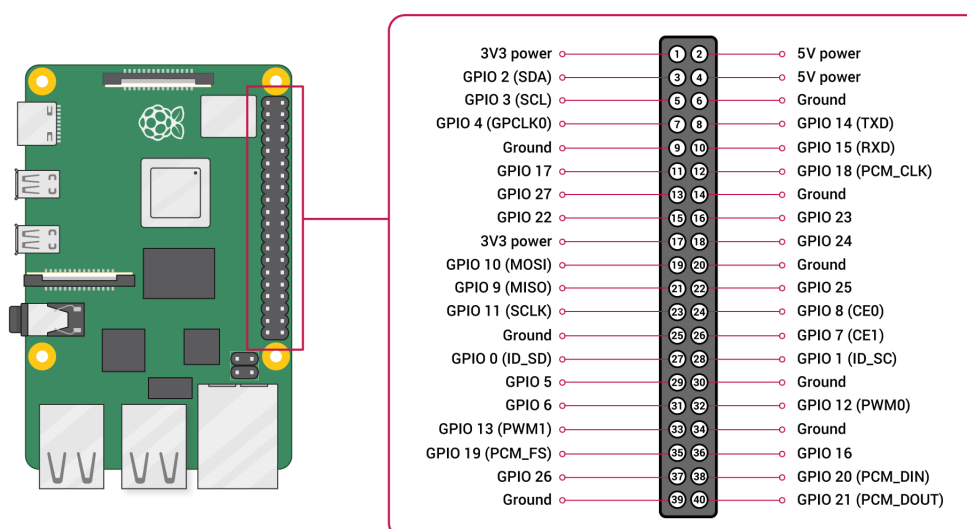 3V3 power 1 2 5V power
GPIO 2 (SDA) 3 4 5V power
GPIO 3 (SCL) 5 6 Ground
GPIO 4 (GPCLK0) 7 8 GPIO 14 (TXD)
Ground 9 10 GPIO 15 (RXD)
GPIO 17 11 12 GPIO 18 (PCM_CLK)
GPIO 27 13 14 Ground
GPIO 22 15 16 GPIO 23
3V3 power 17 18 GPIO 24
GPIO 10 (MOSI) 19 20 Ground
GPIO 9 (MISO) 21 22 GPIO 25
GPIO 11 (SCLK) 23 24 GPIO 8 (CE0)
Ground 25 26 GPIO 7 (CE1)
GPIO 0 (ID_SD) 27 28 GPIO 1 (ID_SC)
GPIO 5 29 30 Ground
GPIO 6 31 32 GPIO 12 (PWM0)
GPIO 13 (PWM1) 33 34 Ground
GPIO 19 (PCM_FS) 35 36 GPIO 16
GPIO 26 37 38 GPIO 20 (PCM_DIN)
Ground 39 40 GPIO 21 (PCM_DOUT)